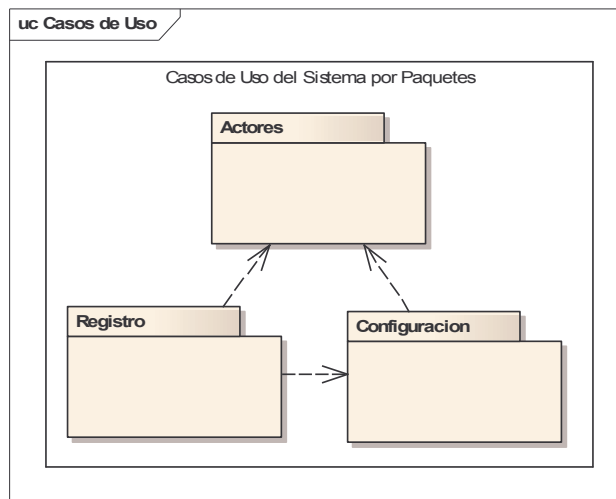 uc Casos de Uso
Casos de Uso del Sistema por Paquetes
Actores
Registro
Configuracion